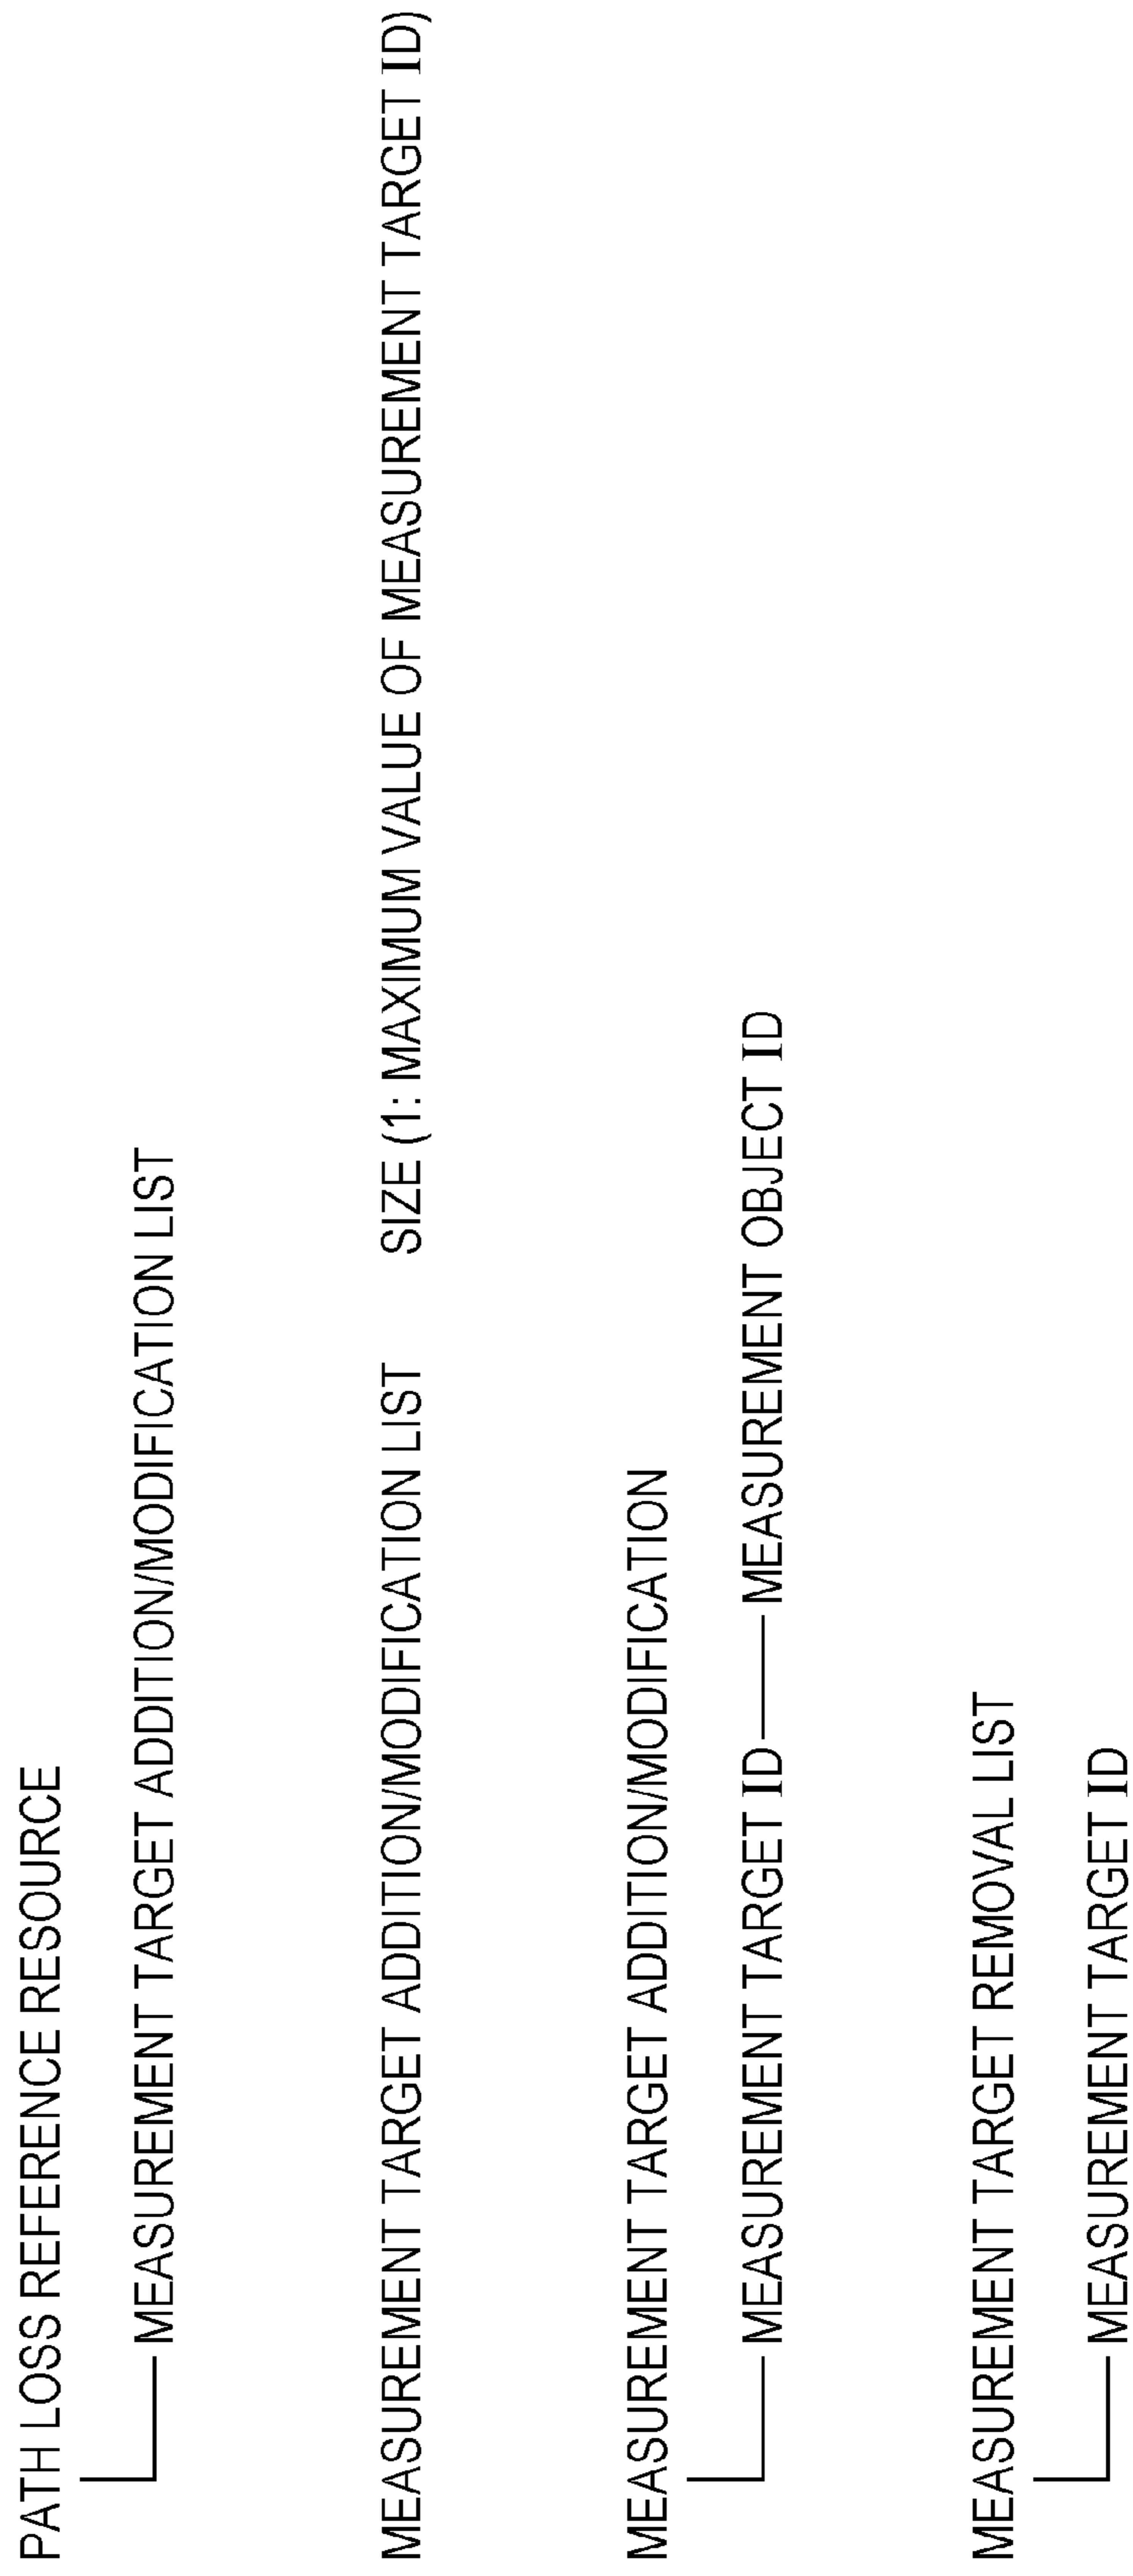 PATH LOSS REFERENCE RESOURCE
MEASUREMENT TARGET ADDITION/MODIFICATION LIST
MEASUREMENT TARGET ADDITION/MODIFICATION LIST SIZE (1: MAXIMUM VALUE OF MEASUREMENT TARGET ID)
MEASUREMENT TARGET ADDITION/MODIFICATION
MEASUREMENT TARGET ID MEASUREMENT OBJECT ID
MEASUREMENT TARGET REMOVAL LIST
MEASUREMENT TARGET ID